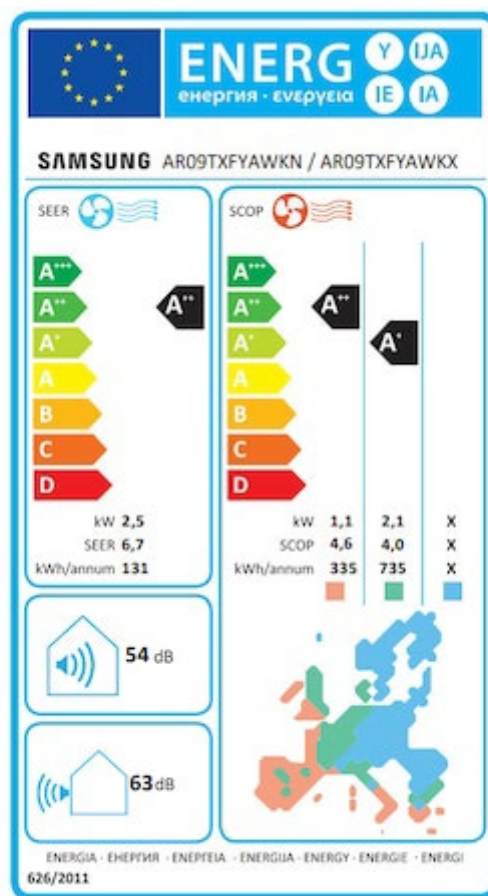 ENERG Y IJA
енергия · ενεργεια IE IA
SAMSUNG AR09TXFYAWKN / AR09TXFYAWKX
SEER
A+++
A++ A++
A+
A
B
C
D
kW 2,5
SEER 6,7
kWh/annum 131
SCOP
A+++
A++ A++
A+ A+
A
B
C
D
kW 1,1 2,1 X
SCOP 4,6 4,0 X
kWh/annum 335 735 X
54 dB
63 dB
ENERGIA · ЕНЕРГИЯ · ΕΝΕΡΓΕΙΑ · ENERGIJA · ENERGY · ENERGIE · ENERGI
626/2011